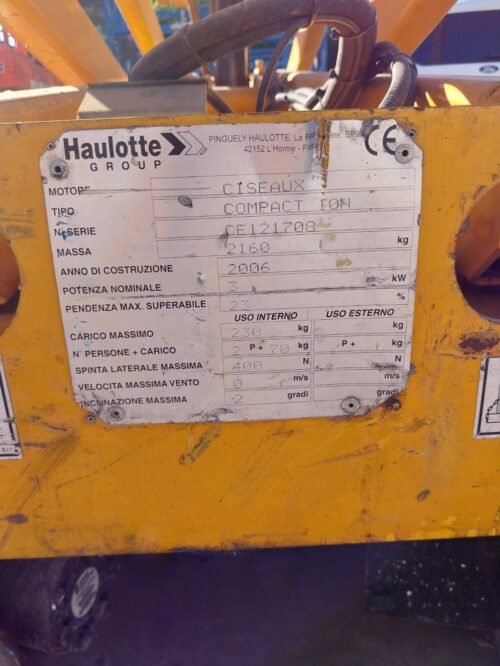 Haulotte
GROUP
PINGUELY HAULOTTE, La
42152 L'Horme -
CE
MOTORE CISEAUX
TIPO COMPACT
N. SERIE CE121708
MASSA 2160 kg
ANNO DI COSTRUZIONE 2006
POTENZA NOMINALE 3 kW
PENDENZA MAX. SUPERABILE 23 %
USO INTERNO USO ESTERNO
CARICO MASSIMO 230 kg kg
N° PERSONE + CARICO 2 P + 70 kg P + kg
SPINTA LATERALE MASSIMA 400 N N
VELOCITA MASSIMA VENTO 0 m/s m/s
INCLINAZIONE MASSIMA 2 gradi gradi